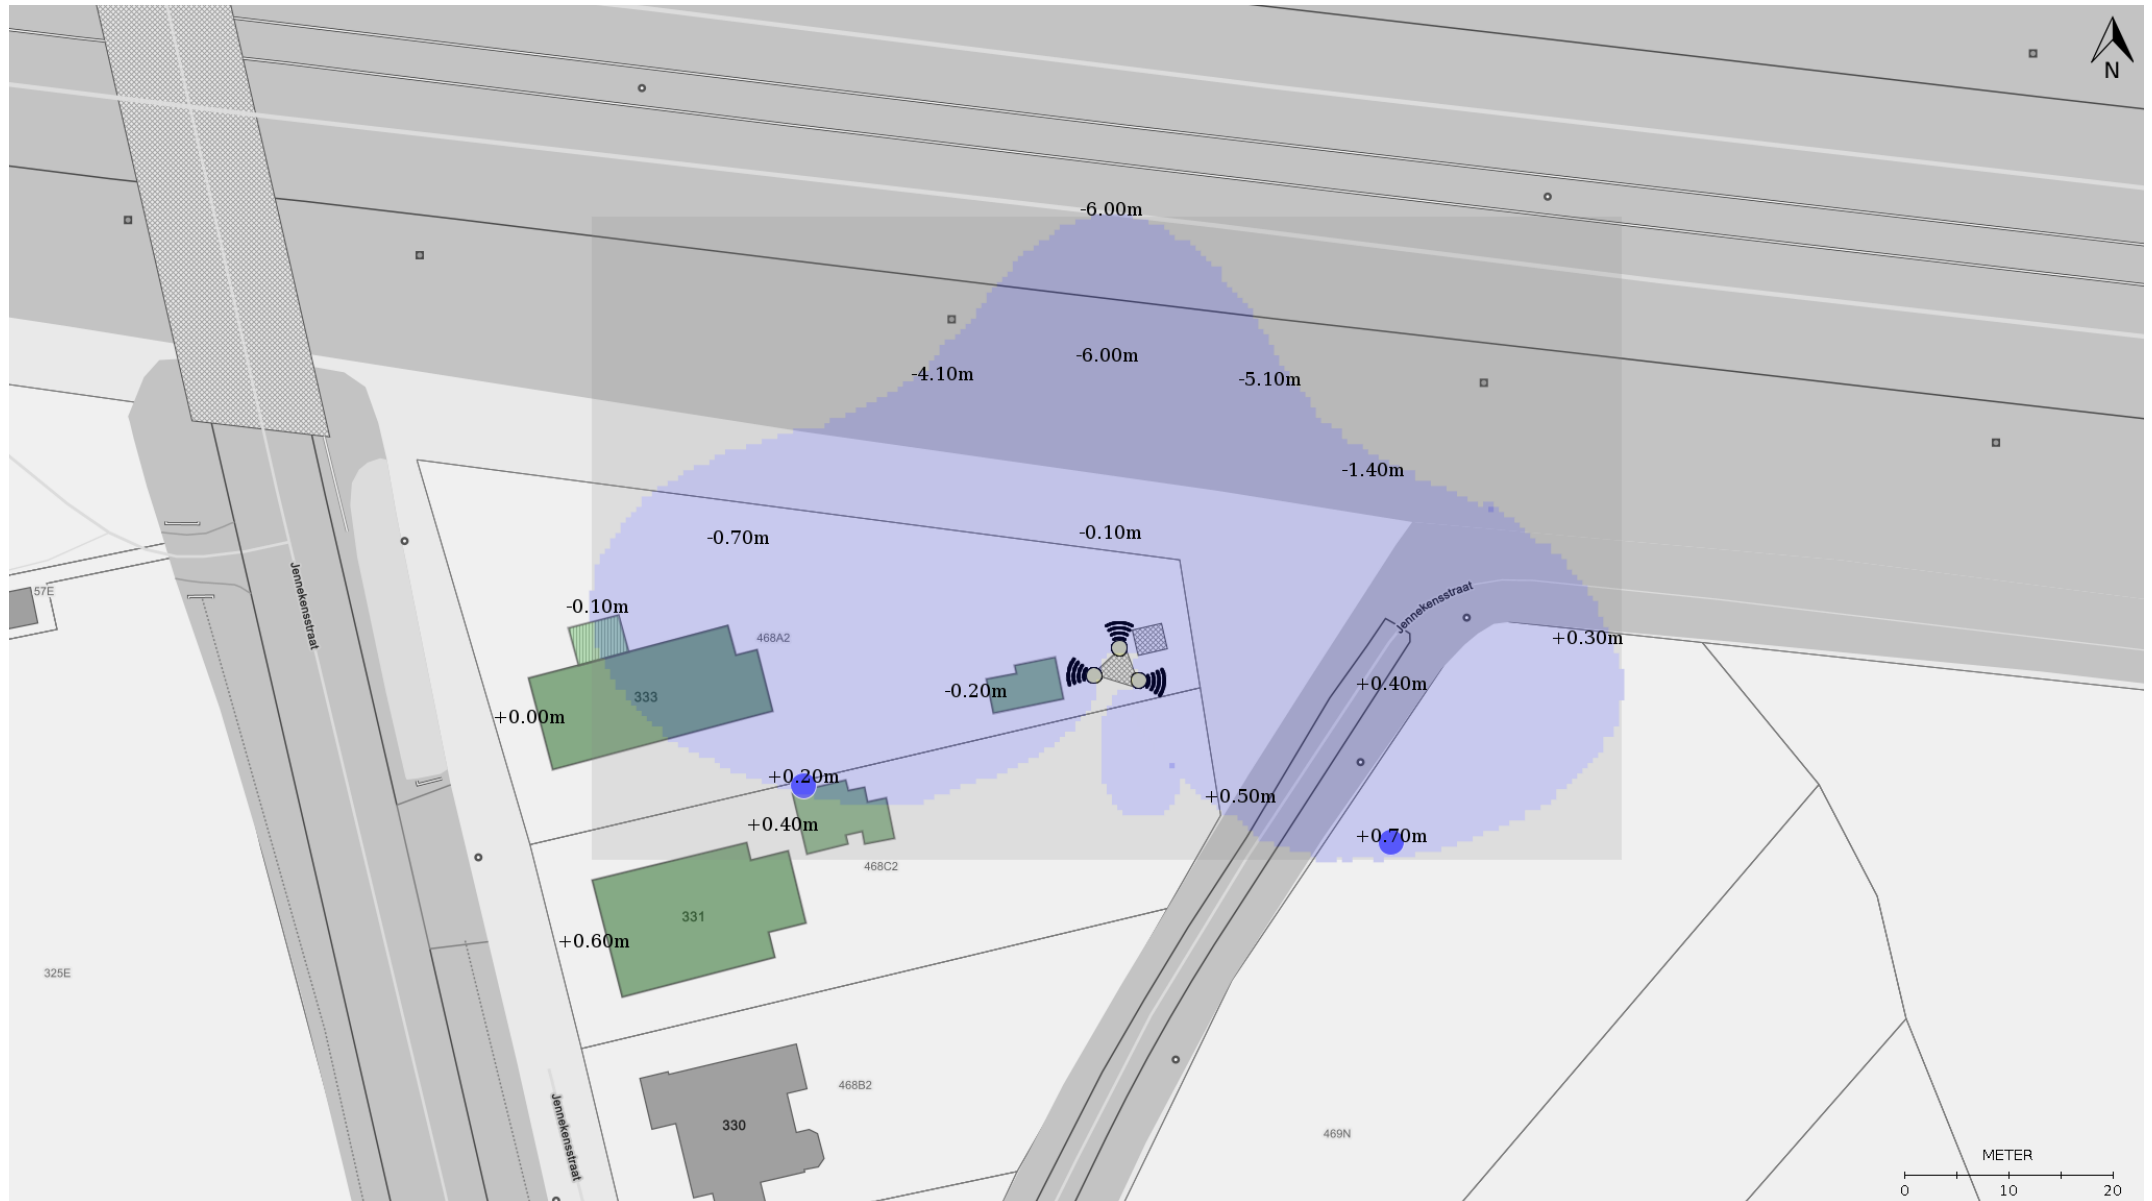 N
-6.00m
-6.00m
-4.10m
-5.10m
-1.40m
-0.70m
-0.10m
57E
Jennekensstraat
-0.10m
Jennekensstraat
468A2
+0.30m
333
-0.20m
+0.40m
+0.00m
+0.20m
+0.50m
+0.40m
+0.70m
468C2
331
+0.60m
325E
468B2
Jennekensstraat
330
469N
METER
0 10 20